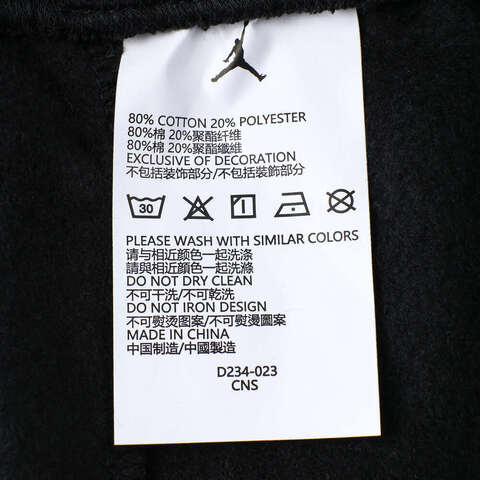 80% COTTON 20% POLYESTER
80%棉 20%聚酯纤维
80%棉 20%聚酯纖維
EXCLUSIVE OF DECORATION
不包括装饰部分/不包括裝飾部分
30
PLEASE WASH WITH SIMILAR COLORS
请与相近颜色一起洗涤
請與相近顏色一起洗滌
DO NOT DRY CLEAN
不可干洗/不可乾洗
DO NOT IRON DESIGN
不可熨烫图案/不可熨燙圖案
MADE IN CHINA
中国制造/中國製造
D234-023
CNS